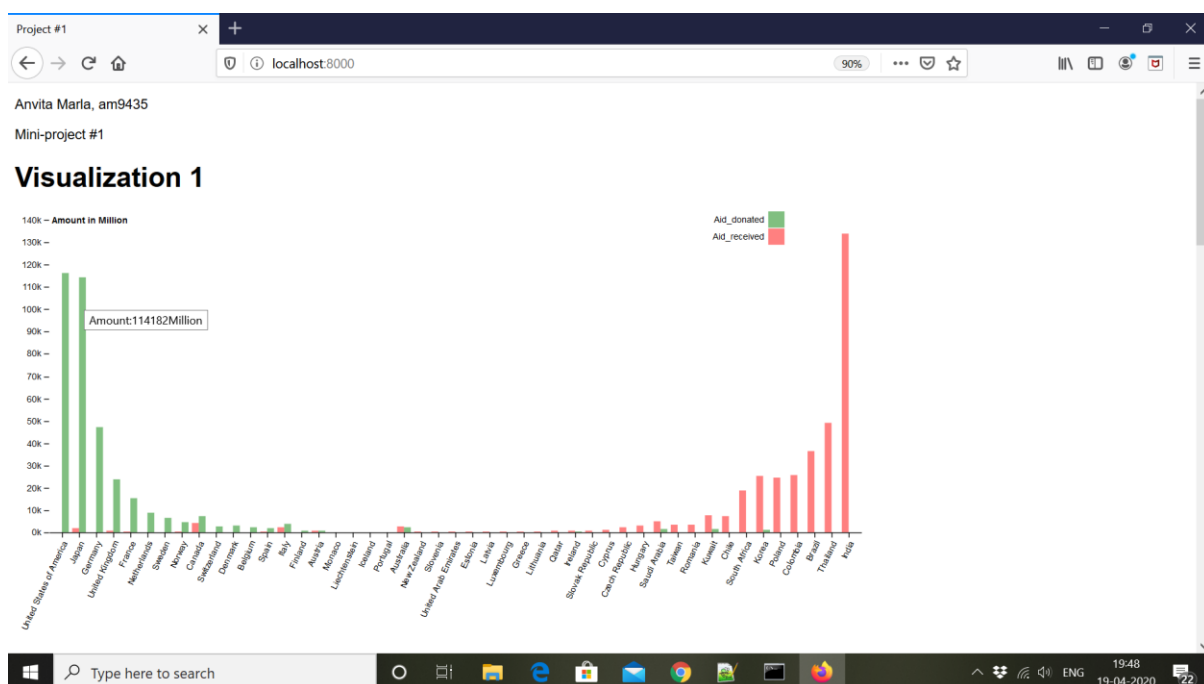 Project #1
localhost:8000
90%
Anvita Marla, am9435
Mini-project #1
Visualization 1
140k
Amount in Million
130k
120k
110k
100k
90k
80k
70k
60k
50k
40k
30k
20k
10k
0k
Aid_donated
Aid_received
Amount:114182Million
United States of America
Japan
Germany
United Kingdom
France
Netherlands
Sweden
Norway
Canada
Switzerland
Denmark
Belgium
Spain
Italy
Finland
Austria
Monaco
Liechtenstein
Iceland
Portugal
Australia
New Zealand
Slovenia
United Arab Emirates
Estonia
Latvia
Luxembourg
Greece
Lithuania
Qatar
Ireland
Slovak Republic
Cyprus
Czech Republic
Hungary
Saudi Arabia
Taiwan
Romania
Kuwait
Chile
South Africa
Korea
Poland
Colombia
Brazil
Thailand
India
Type here to search
ENG
19:48
19-04-2020
22